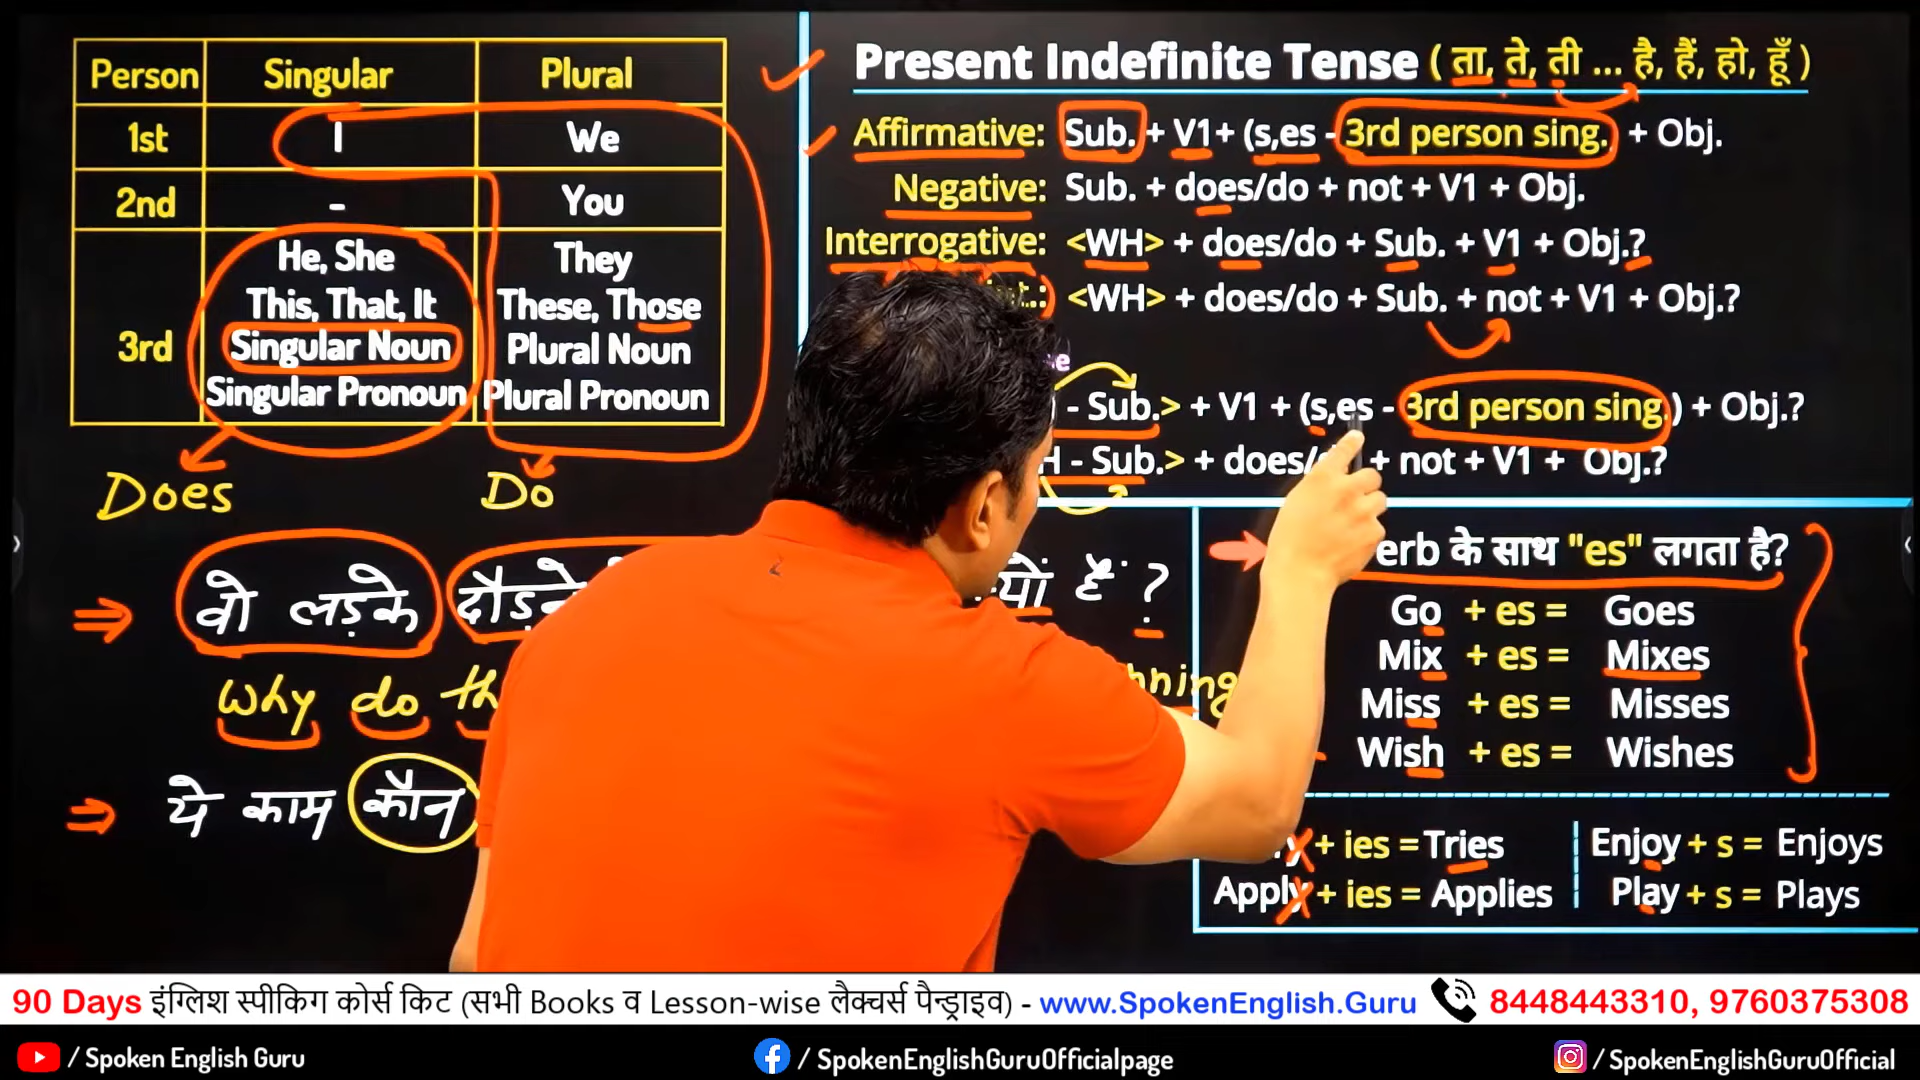 Person Singular Plural
1st I We
2nd - You
3rd
He, She
This, That, It
Singular Noun
Singular Pronoun
They
These, Those
Plural Noun
Plural Pronoun
Does Do
Present Indefinite Tense ( ता, ते, ती ... है, हैं, हो, हूँ )
Affirmative: Sub. + V1+ (s,es - 3rd person sing. + Obj.
Negative: Sub. + does/do + not + V1 + Obj.
Interrogative: <WH> + does/do + Sub. + V1 + Obj.?
<WH> + does/do + Sub. + not + V1 + Obj.?
- Sub.> + V1 + (s,es - 3rd person sing.) + Obj.?
H - Sub.> + does/ + not + V1 + Obj.?
⇒ वो लड़के दौड़ने ?
why do
⇒ ये काम कौन
erb के साथ "es" लगता है?
Go + es = Goes
Mix + es = Mixes
Miss + es = Misses
Wish + es = Wishes
y + ies = Tries
Apply + ies = Applies
Enjoy + s = Enjoys
Play + s = Plays
90 Days इंग्लिश स्पीकिग कोर्स किट (सभी Books व Lesson-wise लैक्चर्स पैन्ड्राइव) - www.SpokenEnglish.Guru 8448443310, 9760375308
/ Spoken English Guru / SpokenEnglishGuruOfficialpage / SpokenEnglishGuruOfficial